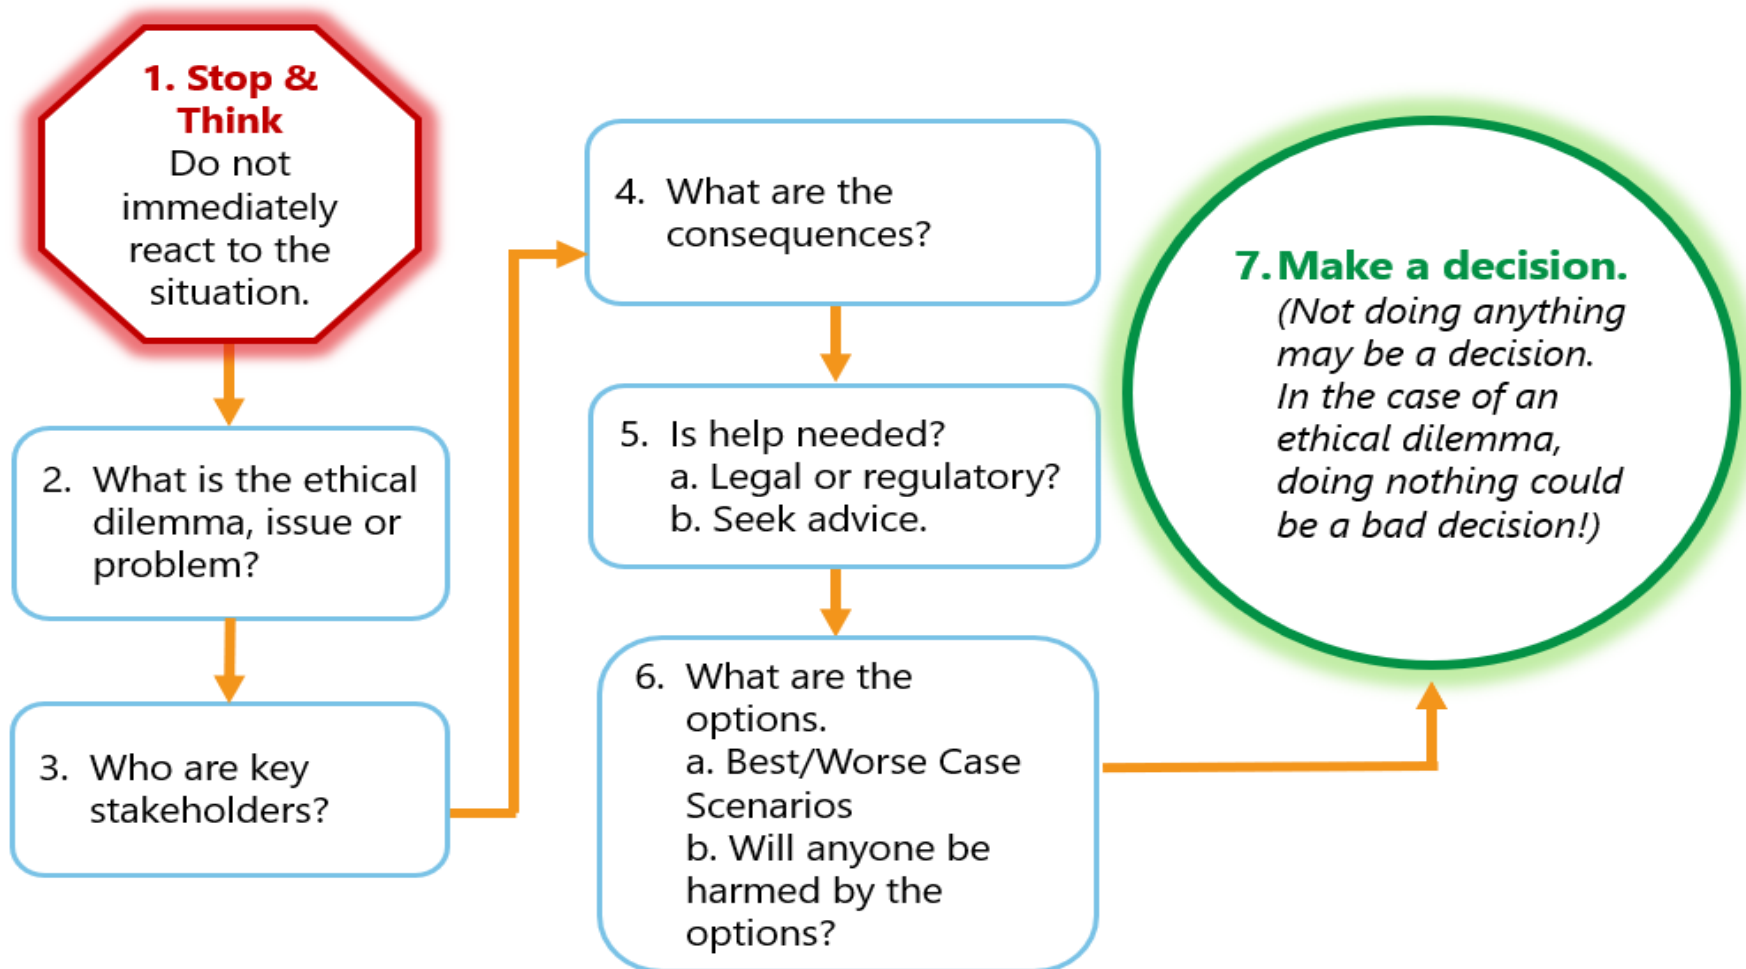 1. Stop &
Think
Do not
immediately
react to the
situation.
2. What is the ethical
dilemma, issue or
problem?
3. Who are key
stakeholders?
4. What are the
consequences?
5. Is help needed?
a. Legal or regulatory?
b. Seek advice.
6. What are the
options.
a. Best/Worse Case
Scenarios
b. Will anyone be
harmed by the
options?
7. Make a decision.
(Not doing anything
may be a decision.
In the case of an
ethical dilemma,
doing nothing could
be a bad decision!)